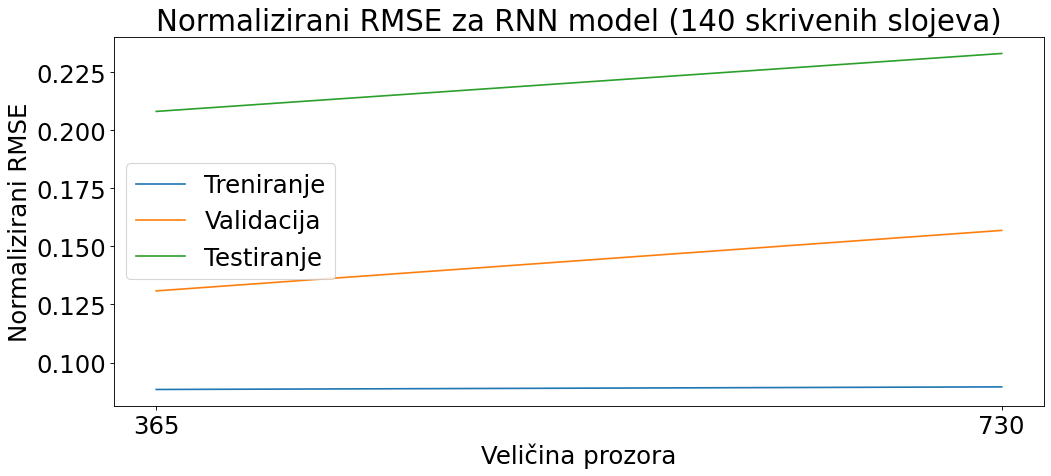 Normalizirani RMSE za RNN model (140 skrivenih slojeva)
Normalizirani RMSE
0.225
0.200
0.175
0.150
0.125
0.100
Treniranje
Validacija
Testiranje
365
730
Veličina prozora